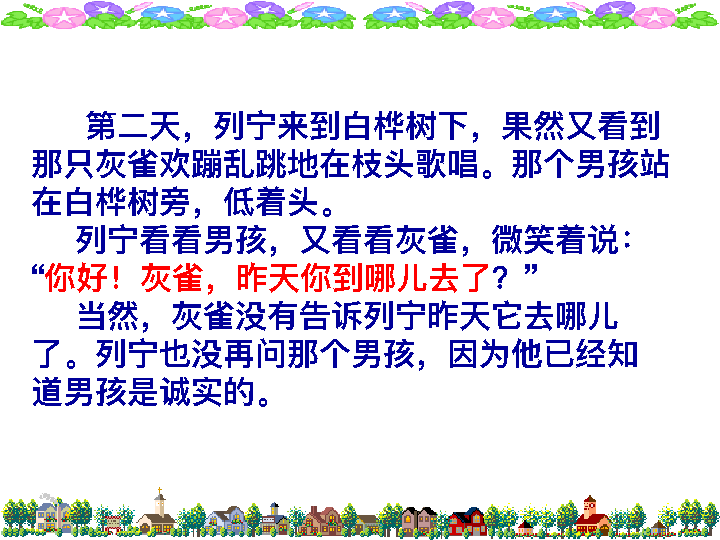 第二天，列宁来到白桦树下，果然又看到
那只灰雀欢蹦乱跳地在枝头歌唱。那个男孩站
在白桦树旁，低着头。
列宁看看男孩，又看看灰雀，微笑着说：
“你好！灰雀，昨天你到哪儿去了？”
当然，灰雀没有告诉列宁昨天它去哪儿
了。列宁也没再问那个男孩，因为他已经知
道男孩是诚实的。